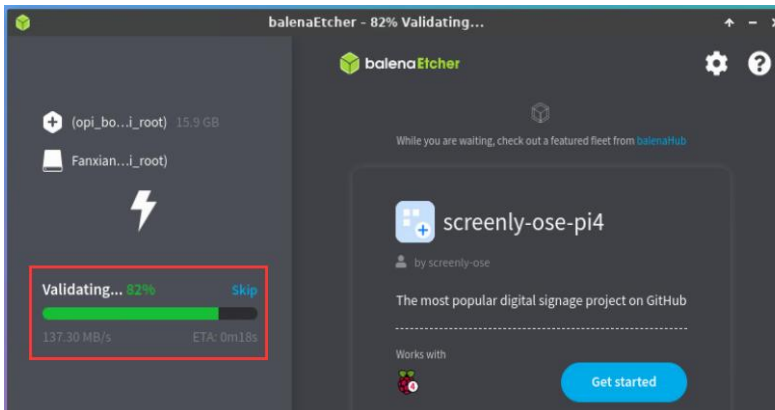 balenaEtcher - 82% Validating...
balenaEtcher
(opi_bo...i_root) 15.9 GB
Fanxian...i_root)
While you are waiting, check out a featured fleet from balenaHub
screenly-ose-pi4
by screenly-ose
Validating... 82% Skip
The most popular digital signage project on GitHub
137.30 MB/s ETA: 0m18s
Works with
Get started